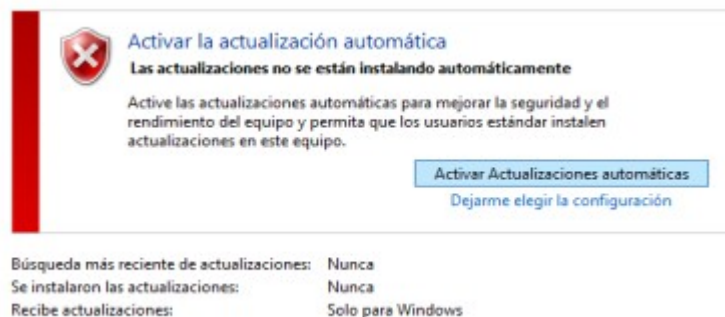 Activar la actualización automática
Las actualizaciones no se están instalando automáticamente
Active las actualizaciones automáticas para mejorar la seguridad y el
rendimiento del equipo y permita que los usuarios estándar instalen
actualizaciones en este equipo.
Activar Actualizaciones automáticas
Dejarme elegir la configuración
Búsqueda más reciente de actualizaciones: Nunca
Se instalaron las actualizaciones: Nunca
Recibe actualizaciones: Solo para Windows